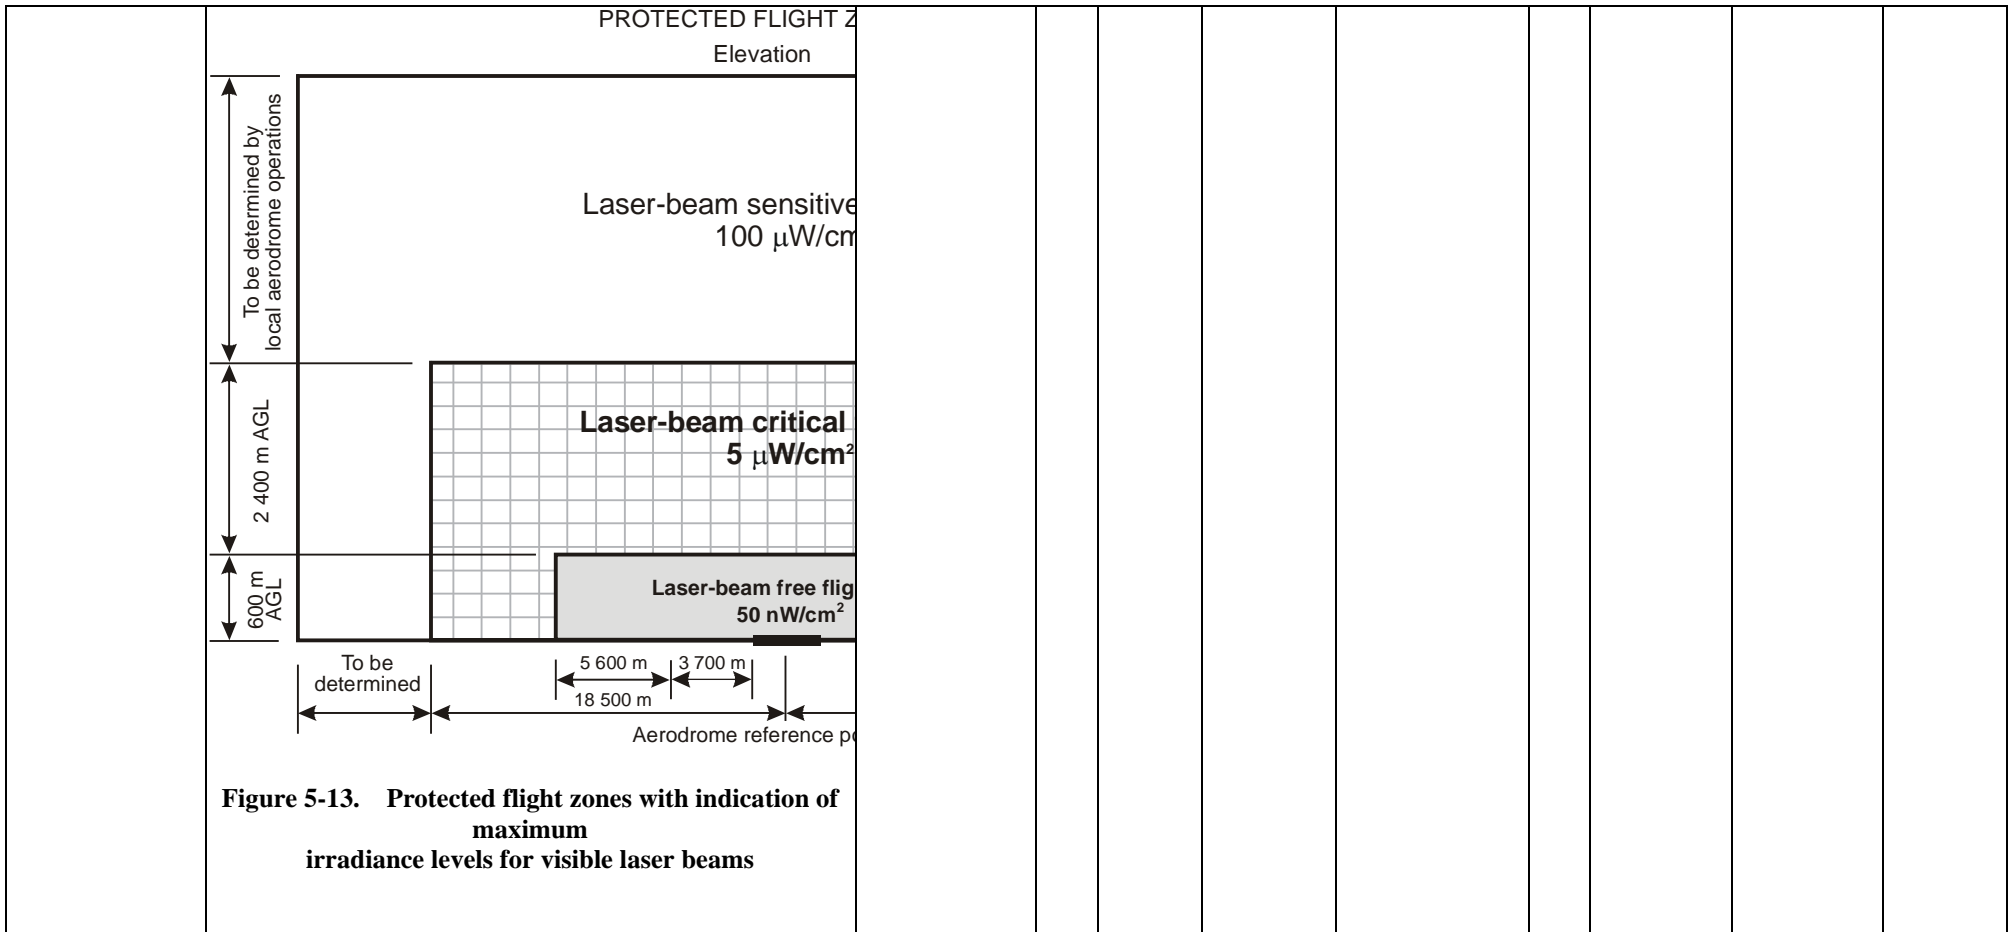 PROTECTED FLIGHT
Elevation
To be determined by
local aerodrome operations
Laser-beam sensitive
100 μW/cm
2 400 m AGL
Laser-beam critical
5 μW/cm²
600 m
AGL
Laser-beam free
50 nW/cm²
To be
determined
5 600 m
3 700 m
18 500 m
Aerodrome reference
Figure 5-13. Protected flight zones with indication of
maximum
irradiance levels for visible laser beams